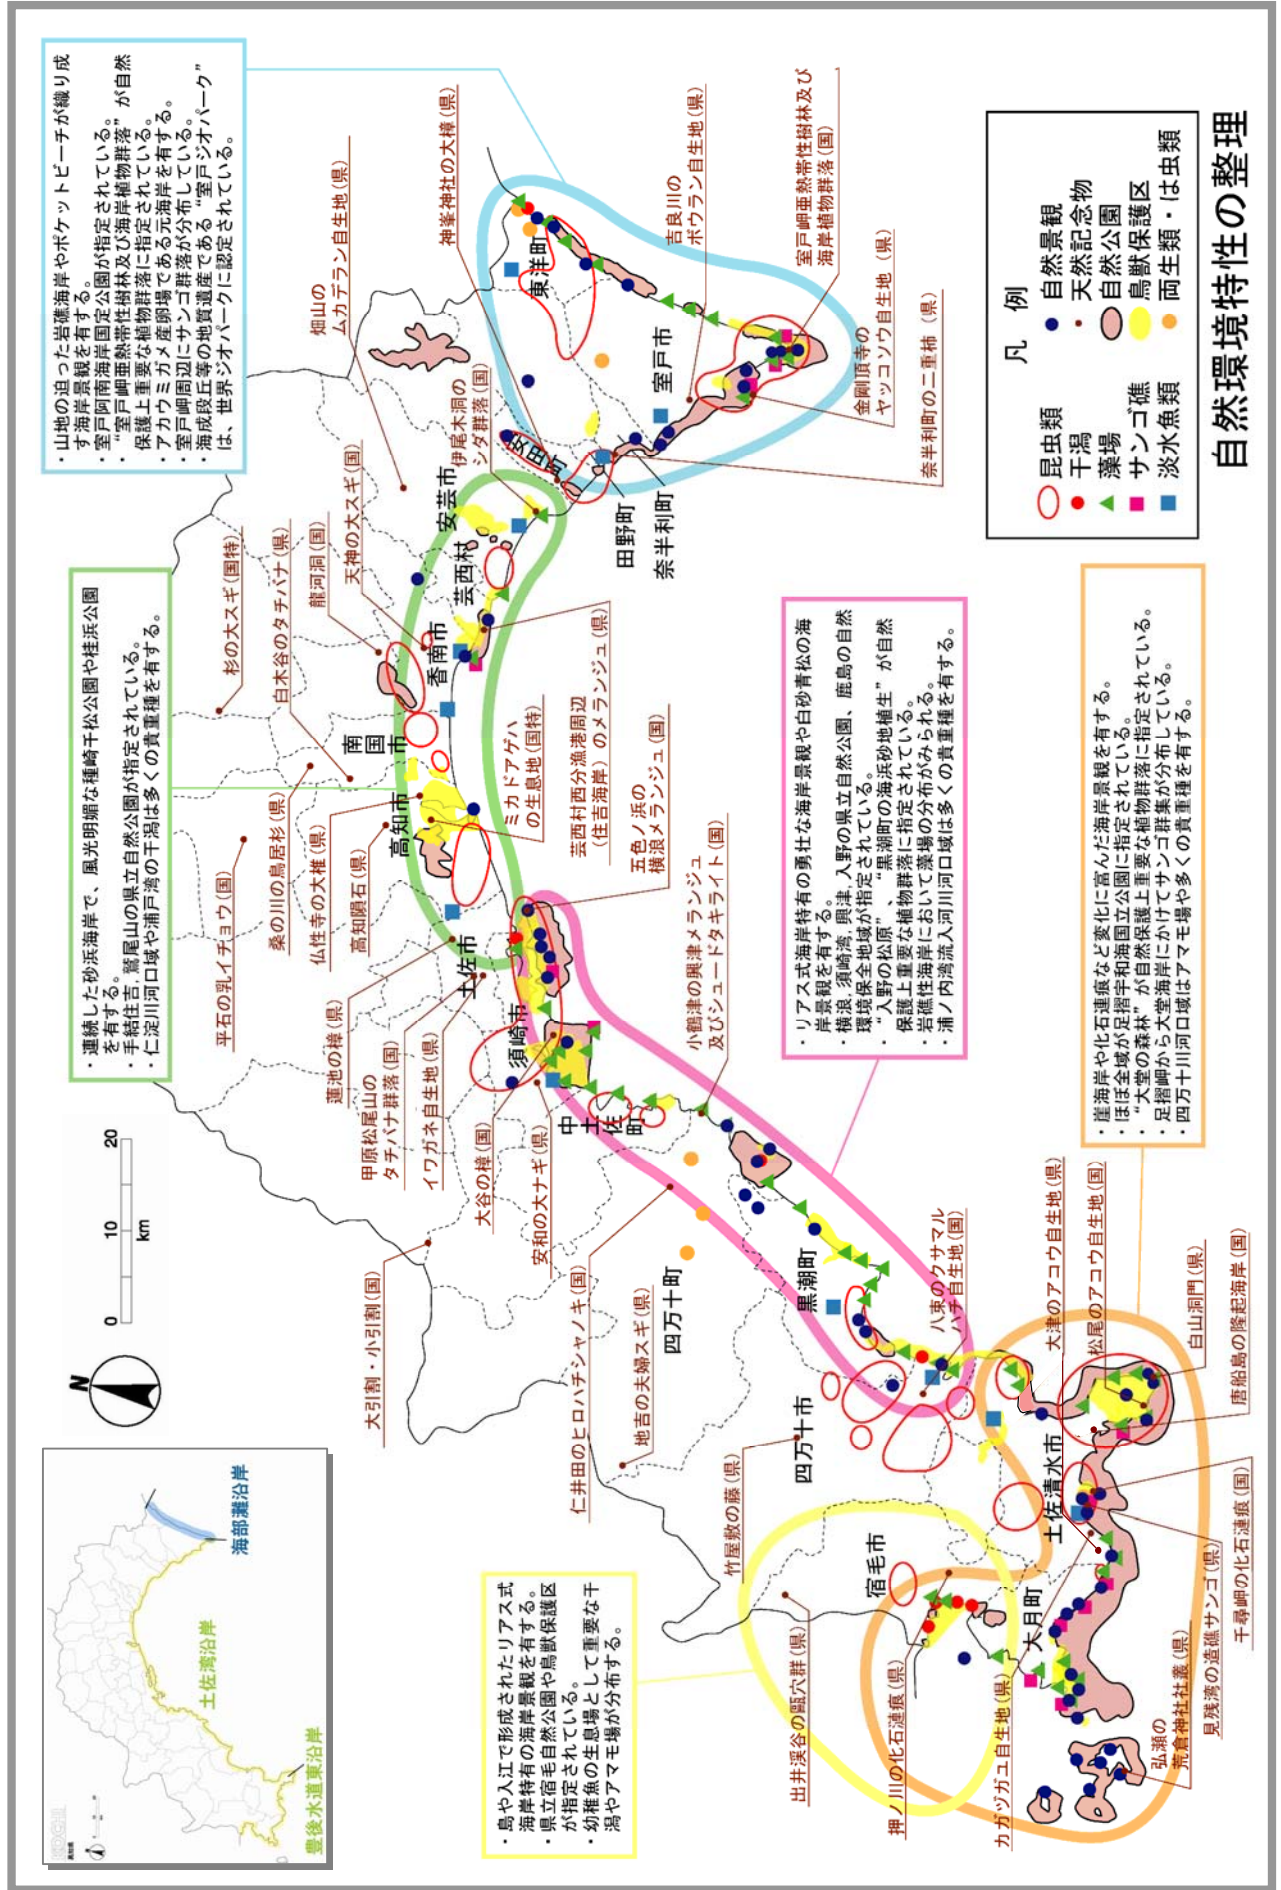 自然環境特性の整理
凡 例
昆虫類
干潟
藻場
サンゴ礁
淡水魚類
自然景観
天然記念物
自然公園
鳥獣保護区
両生類・は虫類
豊後水道東沿岸
土佐湾沿岸
海部灘沿岸
N
0
10
20
km
・島や入江で形成されたリアス式
海岸特有の海岸景観を有する。
・県立宿毛自然公園や鳥獣保護区
が指定されている。
・幼稚魚の生息場として重要な干
潟やアマモ場が分布する。
・連続した砂浜海岸で、風光明媚な種崎千松公園や桂浜公園
を有する。
・手結住吉,鷲尾山の県立自然公園が指定されている。
・仁淀川河口域や浦戸湾の干潟は多くの貴重種を有する。
・山地の迫った岩礁海岸やポケットビーチが織り成
す海岸景観を有する。
・室戸阿南海岸国定公園が指定されている。
・“室戸岬亜熱帯性樹林及び海岸植物群落”が自然
保護上重要な植物群落に指定されている。
・アカウミガメ産卵場である元海岸を有する。
・室戸岬周辺にサンゴ群落が分布している。
・海成段丘等の地質遺産である“室戸ジオパーク”
は、世界ジオパークに認定されている。
・リアス式海岸特有の勇壮な海岸景観や白砂青松の海
岸景観を有する。
・横浪,須崎湾,興津,入野の県立自然公園、鹿島の自然
環境保全地域が指定されている。
・“入野の松原”、“黒潮町の海浜砂地植生”が自然
保護上重要な植物群落に指定されている。
・岩礁性海岸において藻場の分布がみられる。
・浦ノ内湾流入河川河口域は多くの貴重種を有する。
・崖海岸や化石連痕など変化に富んだ海岸景観を有する。
・ほぼ全域が足摺宇和海国立公園に指定されている。
・“大堂の森林”が自然保護上重要な植物群落に指定されている。
・足摺岬から大堂海岸にかけてサンゴ群集が分布している。
・四万十川河口域はアマモ場や多くの貴重種を有する。
東洋町
室戸市
奈半利町
田野町
安田町
安芸市
芸西村
香南市
南国市
高知市
土佐市
須崎市
中土佐町
四万十町
黒潮町
四万十市
土佐清水市
大月町
宿毛市
畑山の
ムカデラン自生地(県)
神峯神社の大樟(県)
吉良川の
ボウラン自生地(県)
室戸岬亜熱帯性樹林及び
海岸植物群落(国)
金剛頂寺の
ヤッコソウ自生地(県)
奈半利町の二重柿(県)
伊尾木洞の
シダ群落(国)
天神の大スギ(国)
龍河洞(国)
白木谷のタチバナ(県)
杉の大スギ(国特)
平石の乳イチョウ(国)
桑の川の鳥居杉(県)
仏性寺の大椎(県)
高知隕石(県)
ミカドアゲハ
の生息地(国特)
芸西村西分漁港周辺
(住吉海岸)のメランジュ(県)
五色ノ浜の
横浪メランジュ(国)
小鶴津の興津メランジュ
及びシュードタキライト(国)
蓮池の樟(県)
甲原松尾山の
タチバナ群落(国)
イワガネ自生地(県)
大谷の樟(国)
安和の大ナギ(県)
大引割・小引割(国)
仁井田のヒロハチシャノキ(国)
地吉の夫婦スギ(県)
竹屋敷の藤(県)
八束のクサマル
ハチ自生地(国)
大津のアコウ自生地(県)
松尾のアコウ自生地(国)
白山洞門(県)
唐船島の隆起海岸(国)
千尋岬の化石漣痕(国)
見残湾の造礁サンゴ(県)
弘瀬の
荒倉神社社叢(県)
カカツガユ自生地(県)
押ノ川の化石漣痕(県)
出井渓谷の甌穴群(県)